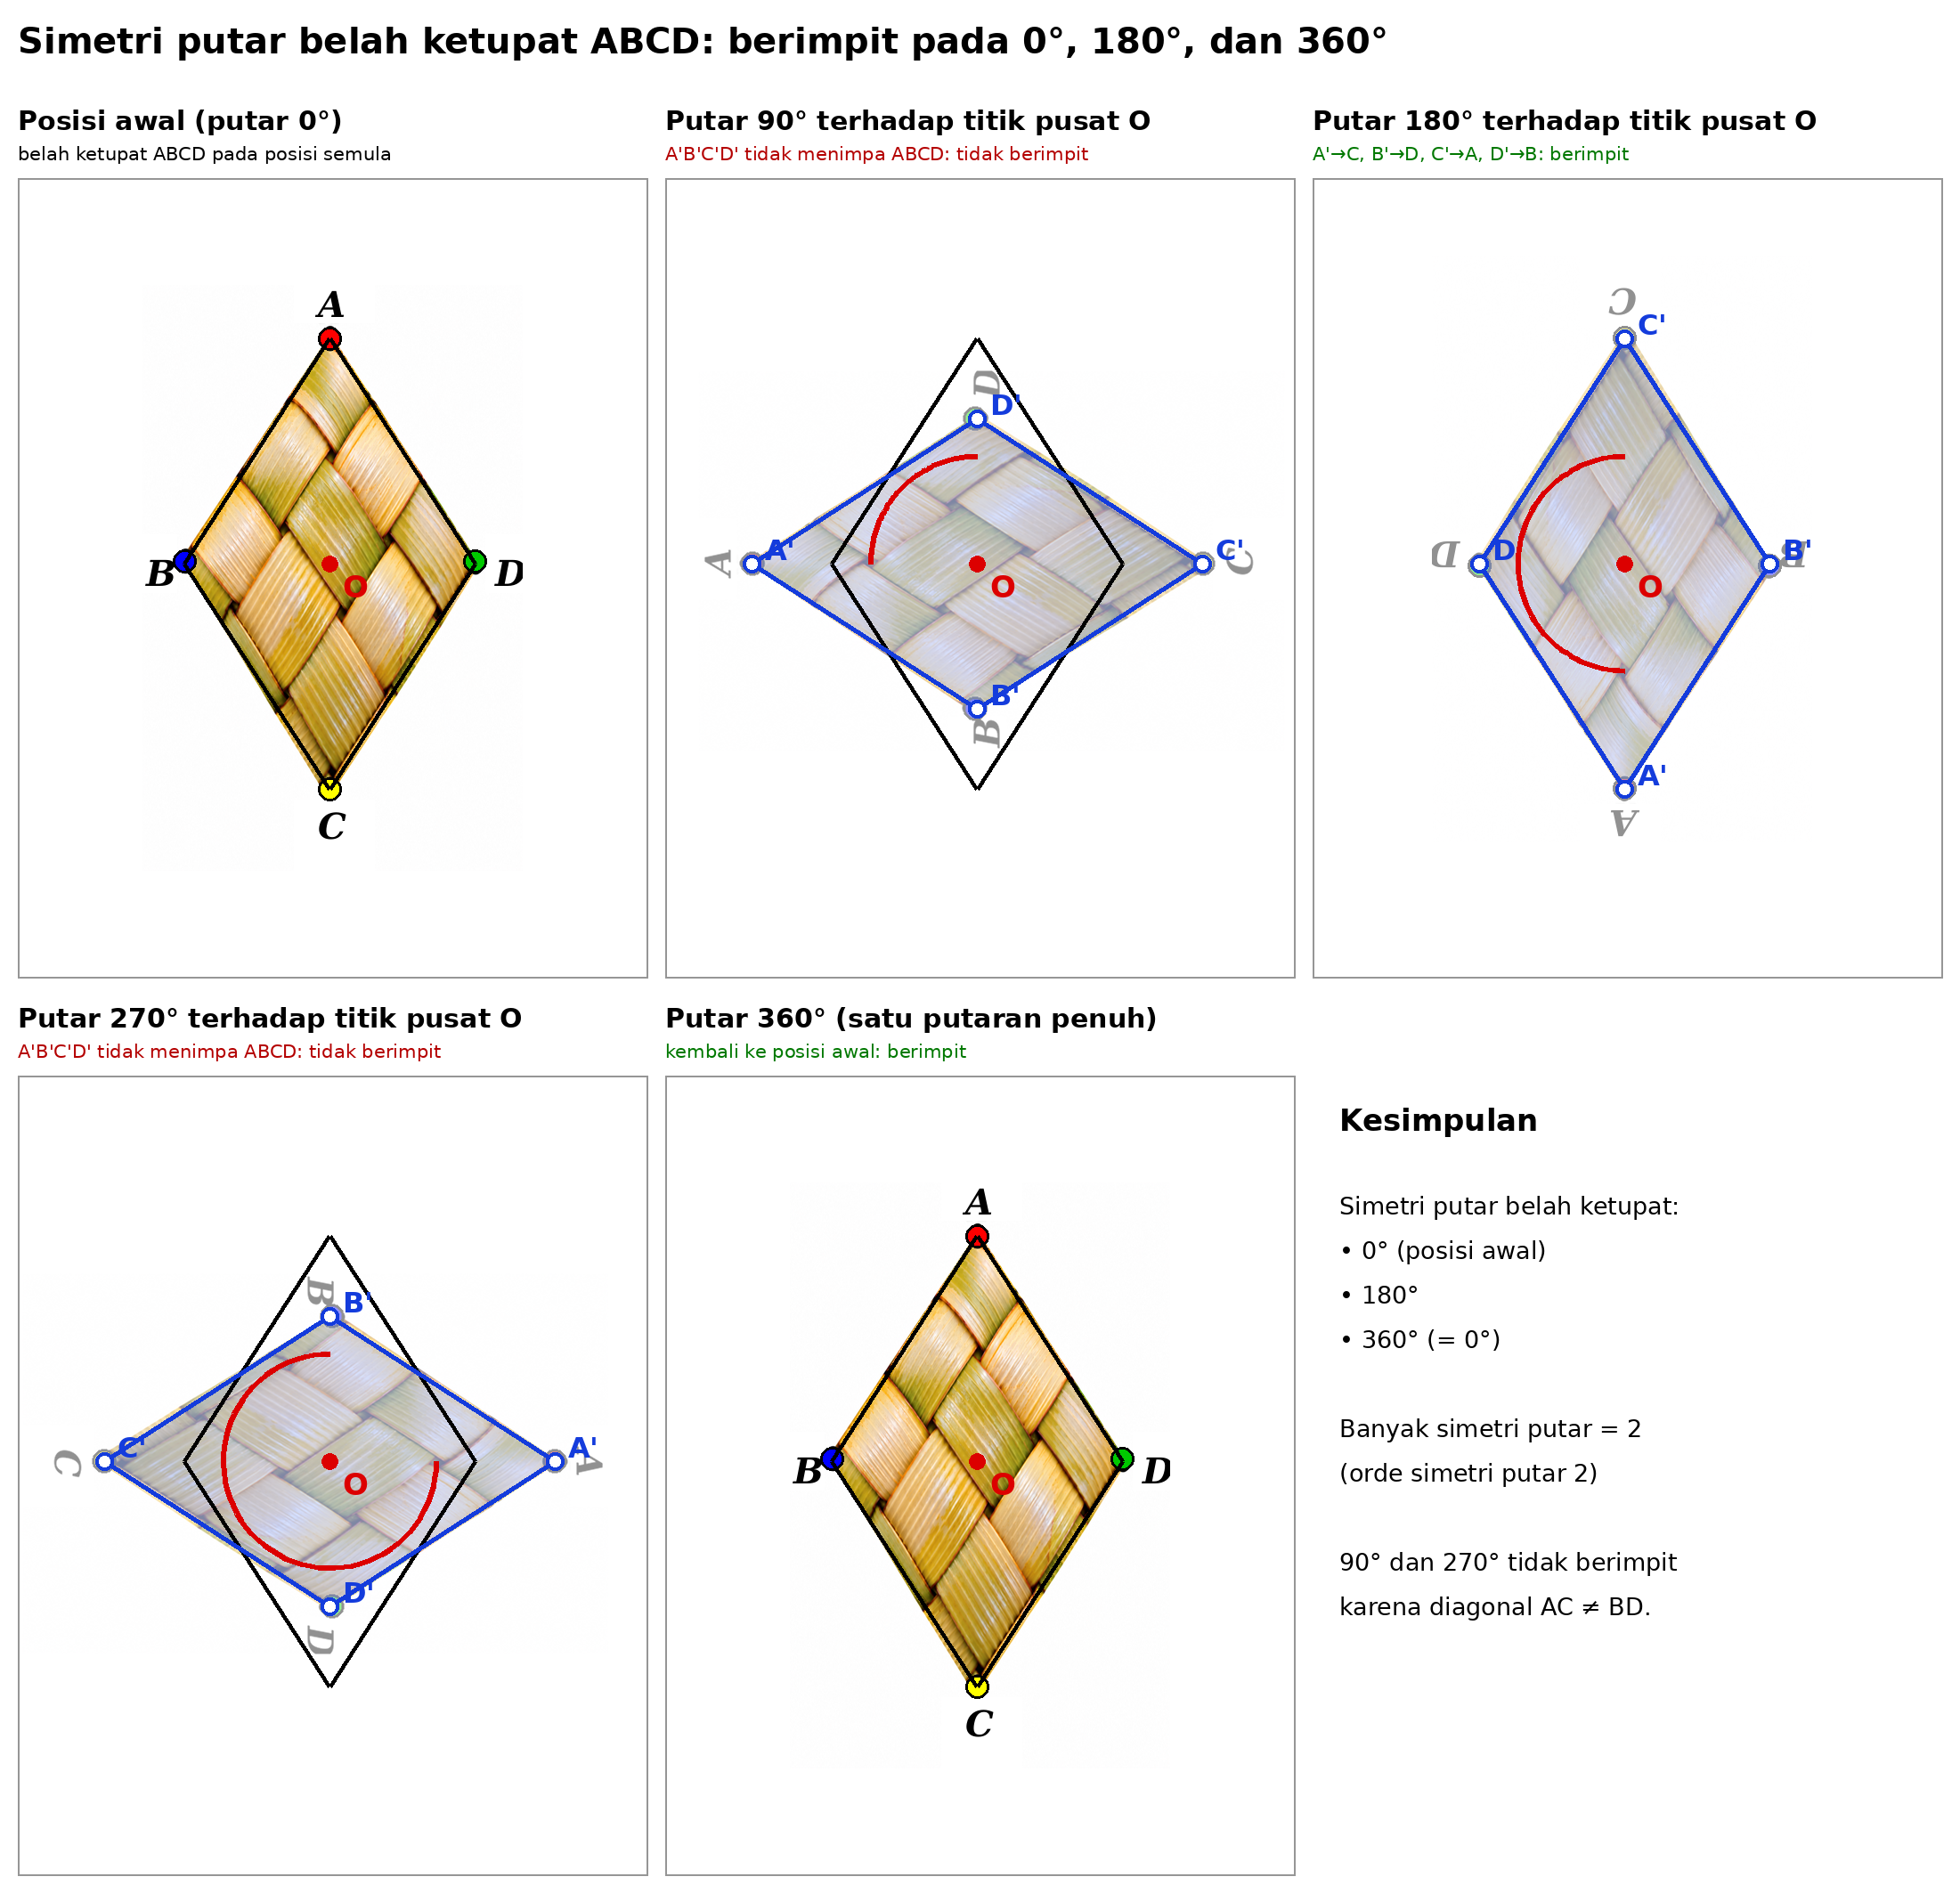 Simetri putar belah ketupat ABCD: berimpit pada 0°, 180°, dan 360°
Posisi awal (putar 0°)
belah ketupat ABCD pada posisi semula
A
B
D
O
C
Putar 90° terhadap titik pusat O
A'B'C'D' tidak menimpa ABCD: tidak berimpit
D
D'
A
A'
C'
C
O
B'
B
Putar 180° terhadap titik pusat O
A'→C, B'→D, C'→A, D'→B: berimpit
C
C'
D
D'
B'
B
O
A'
A
Putar 270° terhadap titik pusat O
A'B'C'D' tidak menimpa ABCD: tidak berimpit
B
B'
C
C'
A'
A
O
D'
D
Putar 360° (satu putaran penuh)
kembali ke posisi awal: berimpit
A
B
D
O
C
Kesimpulan
Simetri putar belah ketupat:
• 0° (posisi awal)
• 180°
• 360° (= 0°)
Banyak simetri putar = 2
(orde simetri putar 2)
90° dan 270° tidak berimpit
karena diagonal AC ≠ BD.